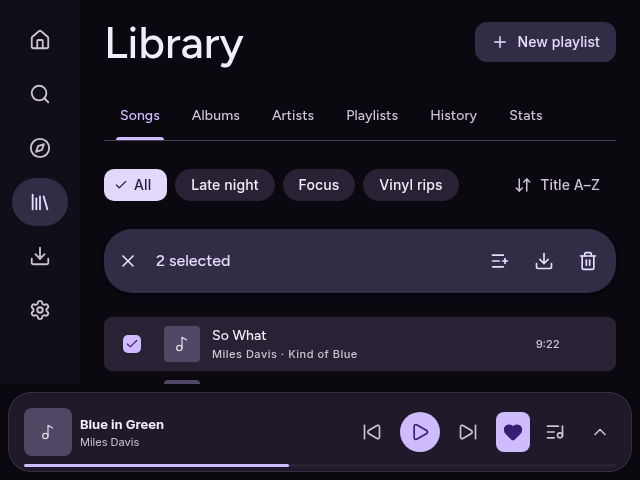 Library
New playlist
Songs
Albums
Artists
Playlists
History
Stats
All
Late night
Focus
Vinyl rips
Title A–Z
2 selected
So What
Miles Davis · Kind of Blue
9:22
Blue in Green
Miles Davis